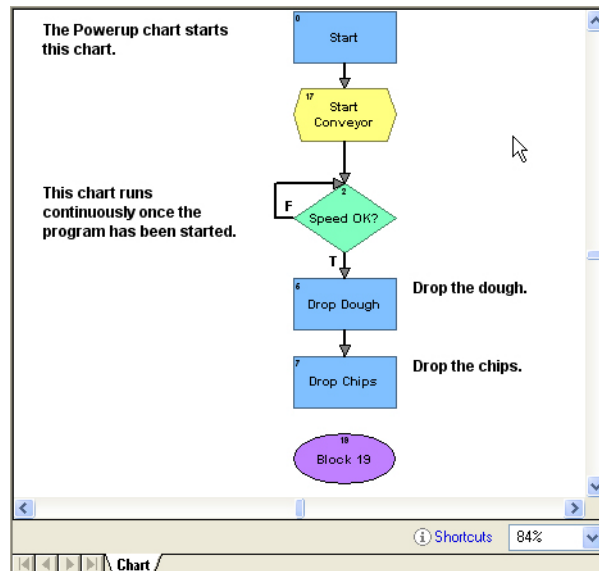 The Powerup chart starts
this chart.
0
Start
17
Start
Conveyor
This chart runs
continuously once the
program has been started.
F
2
Speed OK?
T
6
Drop Dough
Drop the dough.
7
Drop Chips
Drop the chips.
19
Block 19
Shortcuts
84%
Chart